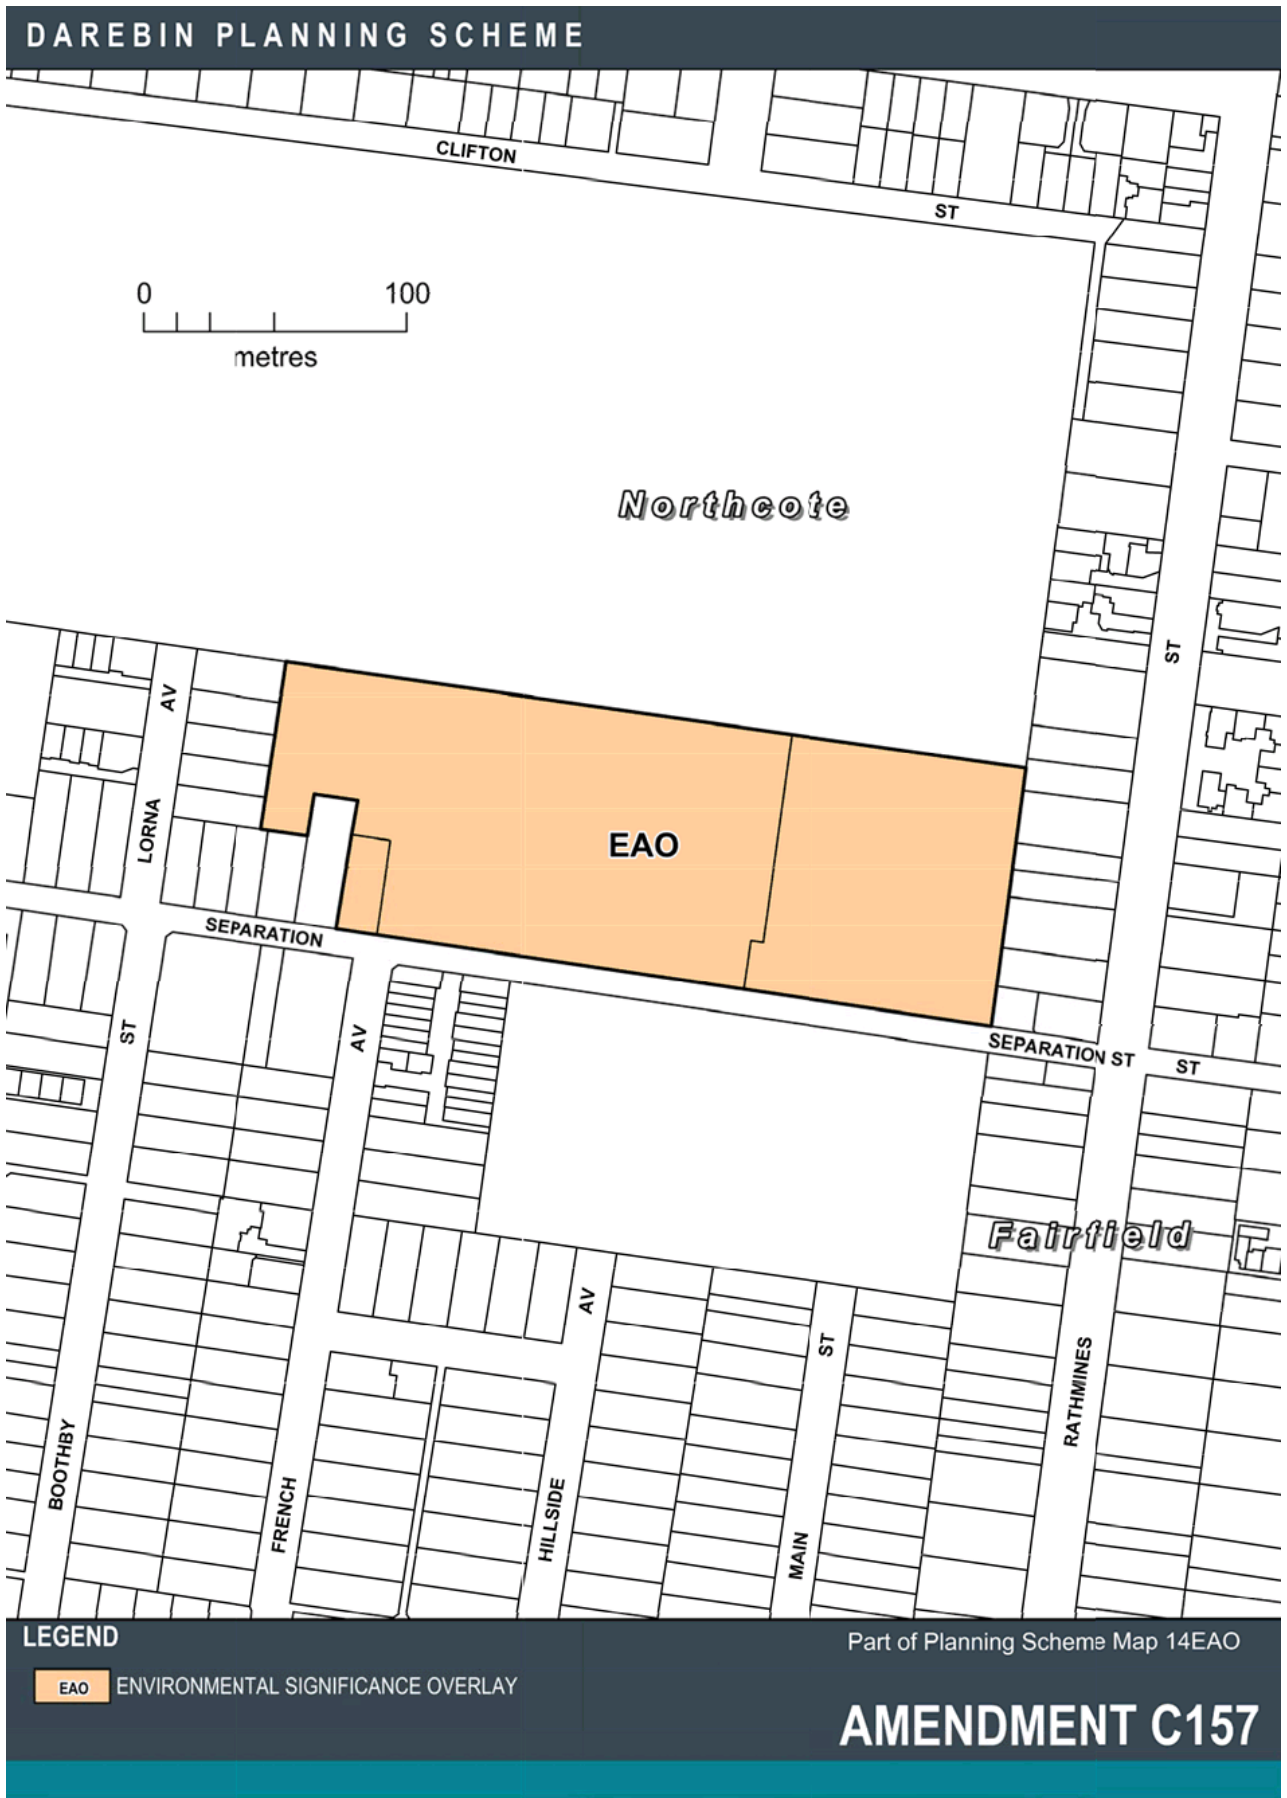 DAREBIN PLANNING SCHEME
CLIFTON
ST
0 100
metres
Northcote
ST
AV
LORNA
EAO
SEPARATION
SEPARATION ST
ST
ST
AV
Fairfield
AV
ST
RATHMINES
BOOTHBY
FRENCH
HILLSIDE
MAIN
LEGEND
Part of Planning Scheme Map 14EAO
EAO ENVIRONMENTAL SIGNIFICANCE OVERLAY
AMENDMENT C157